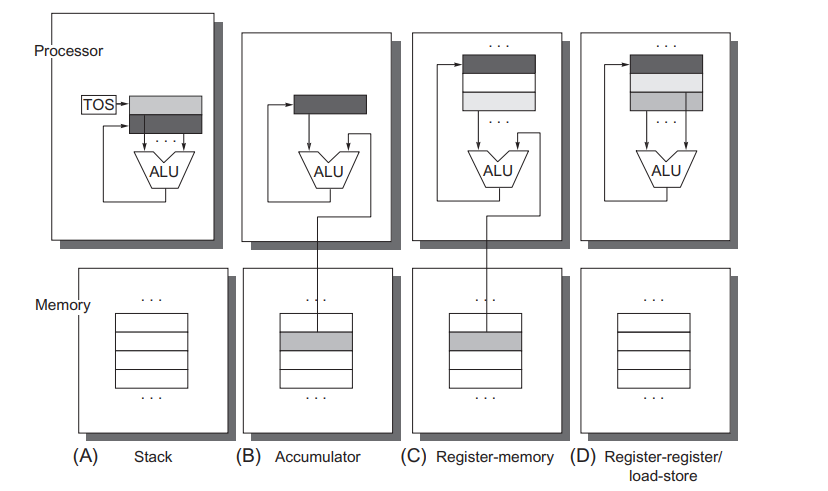 Processor
TOS
. . .
. . .
. . .
. . .
ALU
ALU
ALU
ALU
Memory
. . .
. . .
. . .
. . .
. . .
. . .
. . .
. . .
(A) Stack
(B) Accumulator
(C) Register-memory
(D) Register-register/
load-store